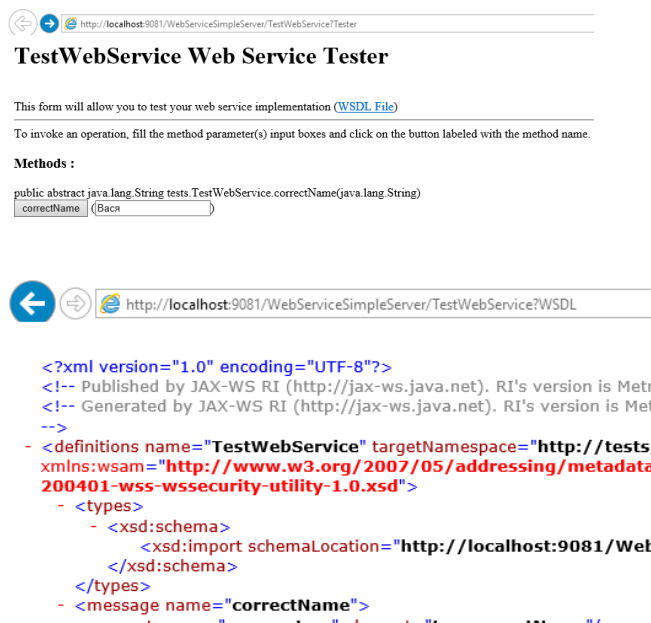 http://localhost:9081/WebServiceSimpleServer/TestWebService?Tester
TestWebService Web Service Tester
This form will allow you to test your web service implementation (WSDL File)
To invoke an operation, fill the method parameter(s) input boxes and click on the button labeled with the method name.
Methods :
public abstract java.lang.String tests.TestWebService.correctName(java.lang.String)
correctName (Вася)
http://localhost:9081/WebServiceSimpleServer/TestWebService?WSDL
<?xml version="1.0" encoding="UTF-8"?>
<!-- Published by JAX-WS RI (http://jax-ws.java.net). RI's version is Met
<!-- Generated by JAX-WS RI (http://jax-ws.java.net). RI's version is Met
-->
- <definitions name="TestWebService" targetNamespace="http://tests
xmlns:wsam="http://www.w3.org/2007/05/addressing/metadata
200401-wss-wssecurity-utility-1.0.xsd">
- <types>
- <xsd:schema>
<xsd:import schemaLocation="http://localhost:9081/Web
</xsd:schema>
</types>
- <message name="correctName">